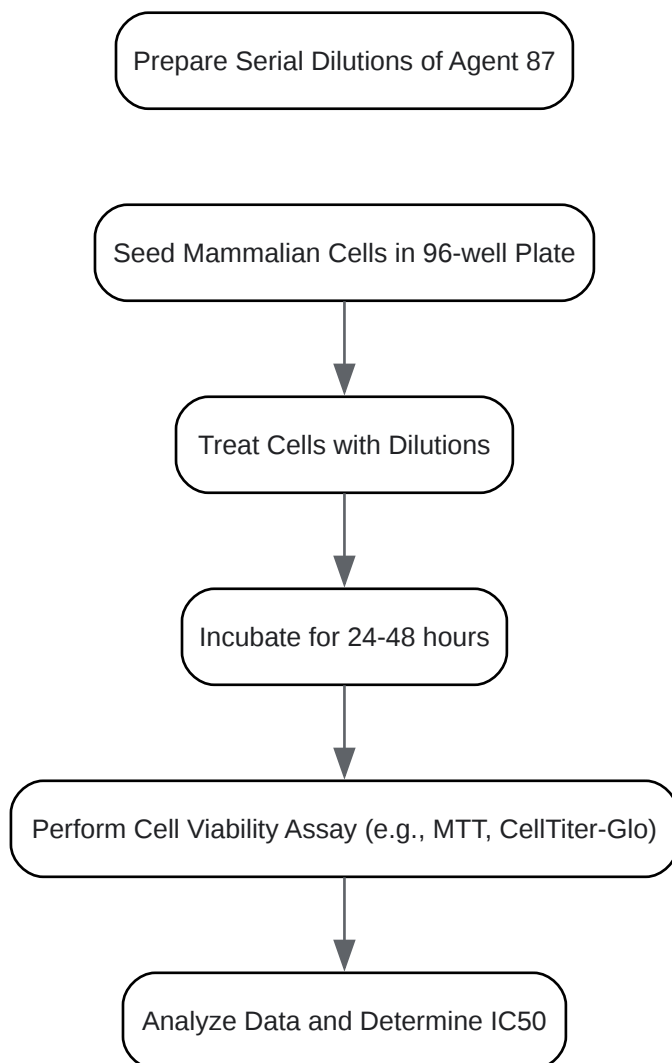 Prepare Serial Dilutions of Agent 87
Seed Mammalian Cells in 96-well Plate
Treat Cells with Dilutions
Incubate for 24-48 hours
Perform Cell Viability Assay (e.g., MTT, CellTiter-Glo)
Analyze Data and Determine IC50